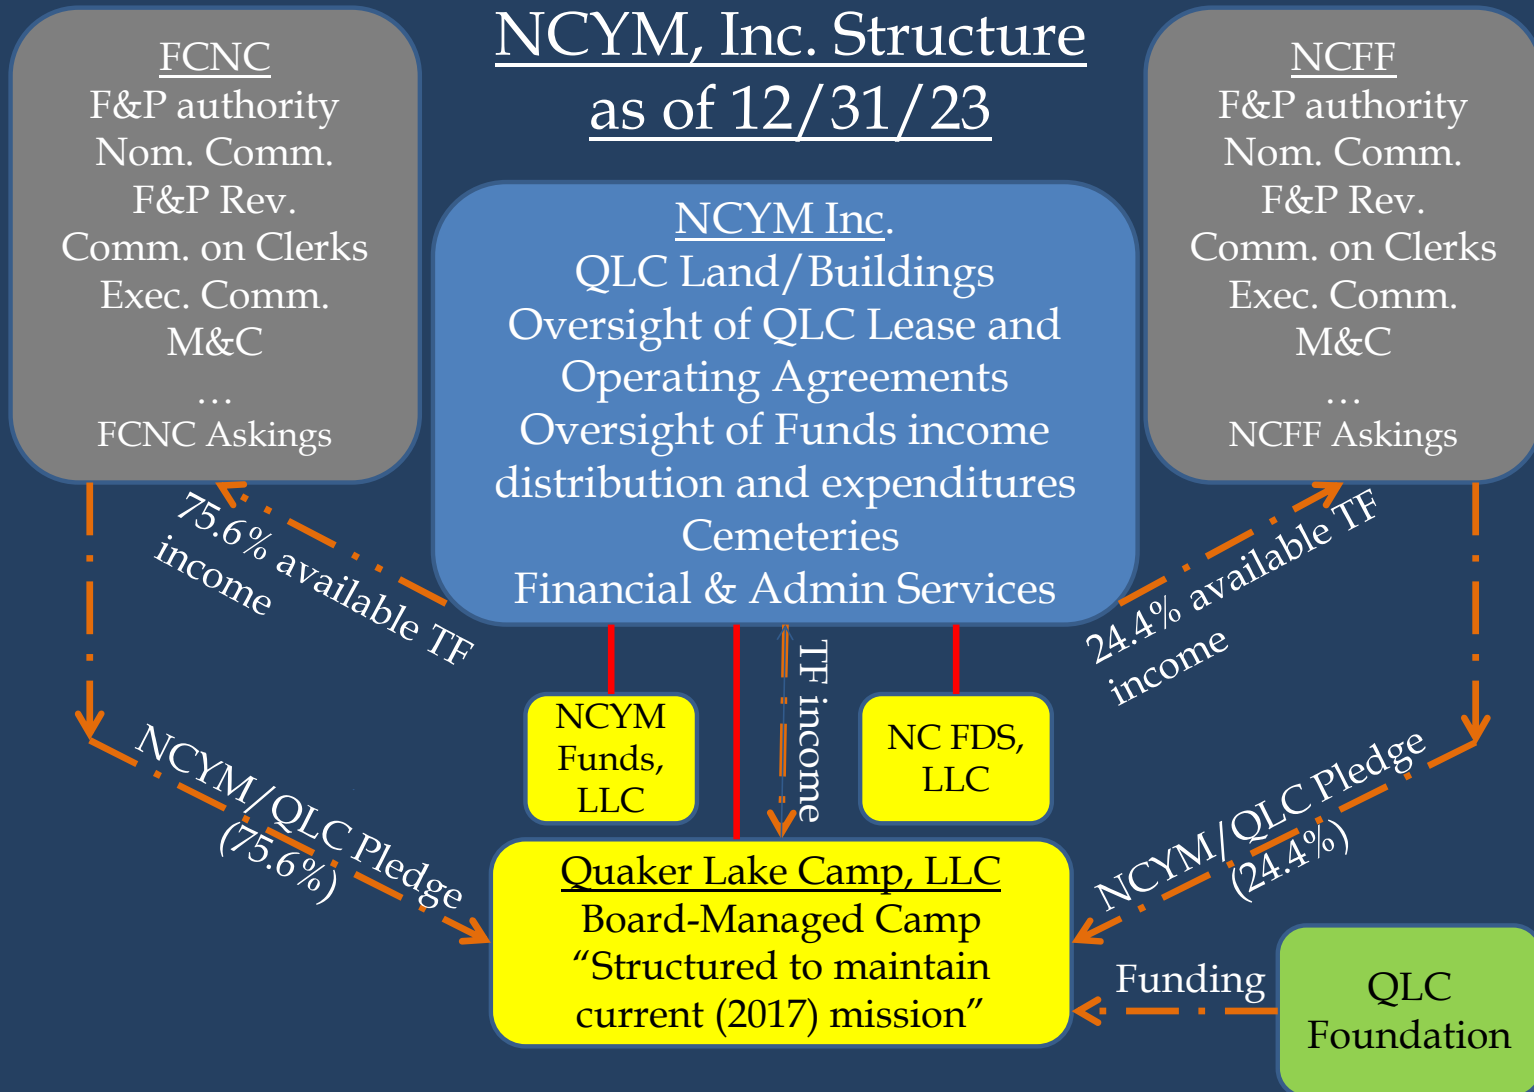 NCYM, Inc. Structure
as of 12/31/23
FCNC
F&P authority
Nom. Comm.
F&P Rev.
Comm. on Clerks
Exec. Comm.
M&C
…
FCNC Askings
NCYM Inc.
QLC Land/Buildings
Oversight of QLC Lease and
Operating Agreements
Oversight of Funds income
distribution and expenditures
Cemeteries
Financial & Admin Services
NCFF
F&P authority
Nom. Comm.
F&P Rev.
Comm. on Clerks
Exec. Comm.
M&C
…
NCFF Askings
75.6% available TF
income
24.4% available TF
income
NCYM
Funds,
LLC
TF income
NC FDS,
LLC
NCYM/QLC Pledge
(75.6%)
NCYM/QLC Pledge
(24.4%)
Quaker Lake Camp, LLC
Board-Managed Camp
“Structured to maintain
current (2017) mission”
Funding
QLC
Foundation